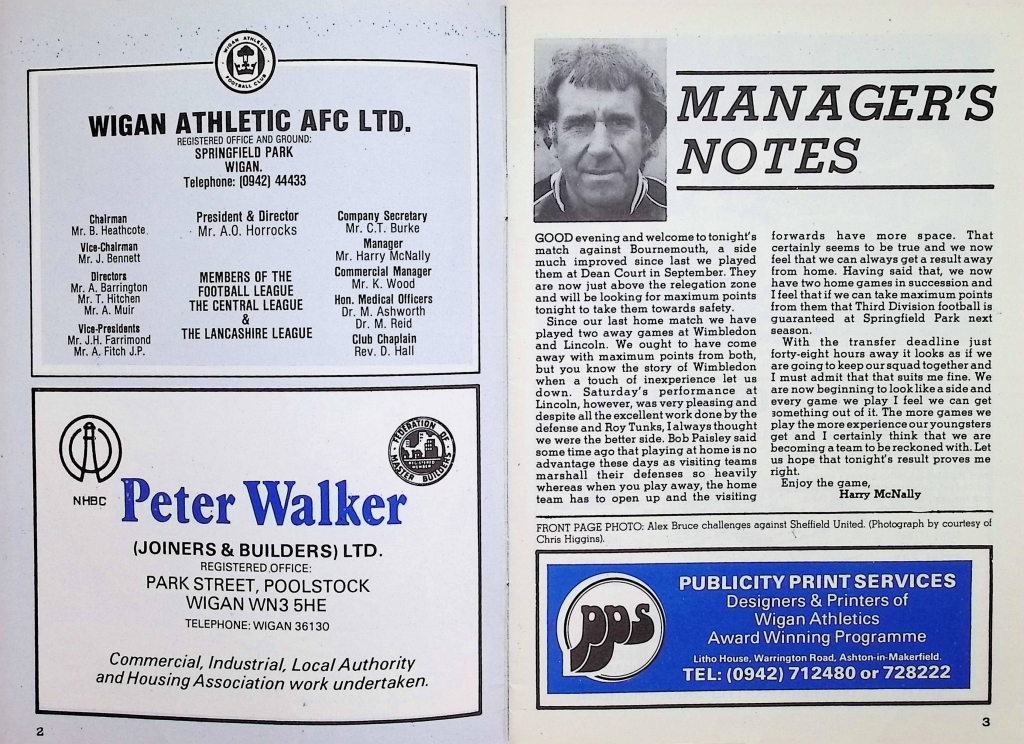 WIGAN ATHLETIC
FOOTBALL CLUB
WIGAN ATHLETIC AFC LTD.
REGISTERED OFFICE AND GROUND:
SPRINGFIELD PARK
WIGAN.
Telephone: (0942) 44433
Chairman
Mr. B. Heathcote
Vice-Chairman
Mr. J. Bennett
Directors
Mr. A. Barrington
Mr. T. Hitchen
Mr. A. Muir
Vice-Presidents
Mr. J.H. Farrimond
Mr. A. Fitch J.P.
President & Director
Mr. A.O. Horrocks
MEMBERS OF THE
FOOTBALL LEAGUE
THE CENTRAL LEAGUE
&
THE LANCASHIRE LEAGUE
Company Secretary
Mr. C.T. Burke
Manager
Mr. Harry McNally
Commercial Manager
Mr. K. Wood
Hon. Medical Officers
Dr. M. Ashworth
Dr. M. Reid
Club Chaplain
Rev. D. Hall
NHBC
FEDERATION OF
MASTER BUILDERS
Peter Walker
(JOINERS & BUILDERS) LTD.
REGISTERED OFFICE:
PARK STREET, POOLSTOCK
WIGAN WN3 5HE
TELEPHONE: WIGAN 36130
Commercial, Industrial, Local Authority
and Housing Association work undertaken.
2
MANAGER'S
NOTES
GOOD evening and welcome to tonight's
match against Bournemouth, a side
much improved since last we played
them at Dean Court in September. They
are now just above the relegation zone
and will be looking for maximum points
tonight to take them towards safety.
Since our last home match we have
played two away games at Wimbledon
and Lincoln. We ought to have come
away with maximum points from both,
but you know the story of Wimbledon
when a touch of inexperience let us
down. Saturday's performance at
Lincoln, however, was very pleasing and
despite all the excellent work done by the
defense and Roy Tunks, I always thought
we were the better side. Bob Paisley said
some time ago that playing at home is no
advantage these days as visiting teams
marshall their defenses so heavily
whereas when you play away, the home
team has to open up and the visiting
forwards have more space. That
certainly seems to be true and we now
feel that we can always get a result away
from home. Having said that, we now
have two home games in succession and
I feel that if we can take maximum points
from them that Third Division football is
guaranteed at Springfield Park next
season.
With the transfer deadline just
forty-eight hours away it looks as if we
are going to keep our squad together and
I must admit that that suits me fine. We
are now beginning to look like a side and
every game we play I feel we can get
something out of it. The more games we
play the more experience our youngsters
get and I certainly think that we are
becoming a team to be reckoned with. Let
us hope that tonight's result proves me
right.
Enjoy the game,
Harry McNally
FRONT PAGE PHOTO: Alex Bruce challenges against Sheffield United. (Photograph by courtesy of
Chris Higgins).
pps
PUBLICITY PRINT SERVICES
Designers & Printers of
Wigan Athletics
Award Winning Programme
Litho House, Warrington Road, Ashton-in-Makerfield.
TEL: (0942) 712480 or 728222
3